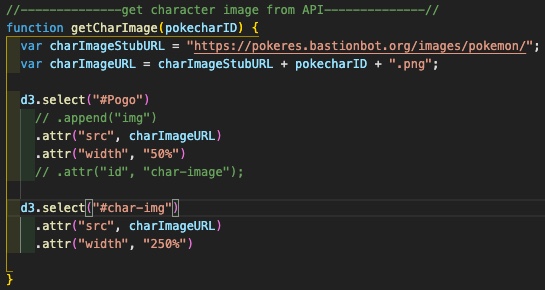 //--------------get character image from API--------------//
function getCharImage(pokecharID) {
var charImageStubURL = "https://pokeres.bastionbot.org/images/pokemon/";
var charImageURL = charImageStubURL + pokecharID + ".png";
d3.select("#Pogo")
// .append("img")
.attr("src", charImageURL)
.attr("width", "50%")
// .attr("id", "char-image");
d3.select("#char-img")
.attr("src", charImageURL)
.attr("width", "250%")
}